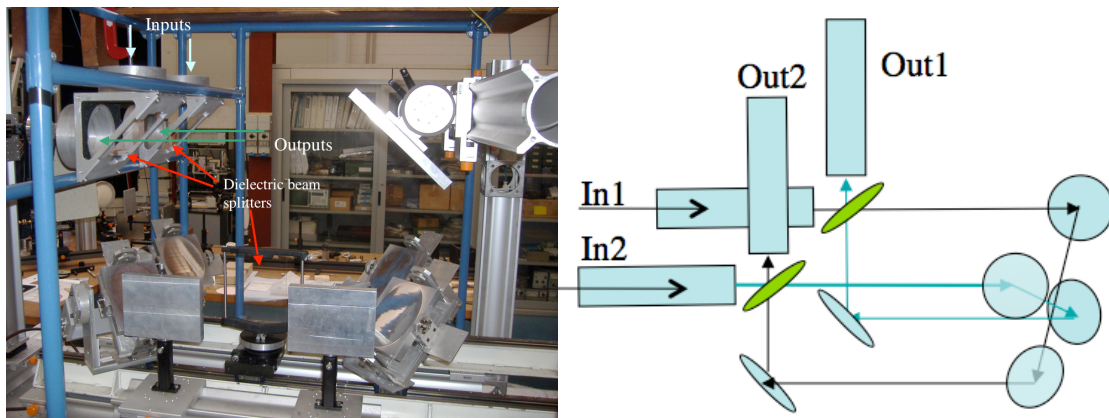 Inputs
Outputs
Dielectric beam
splitters
Out2
Out1
In1
In2